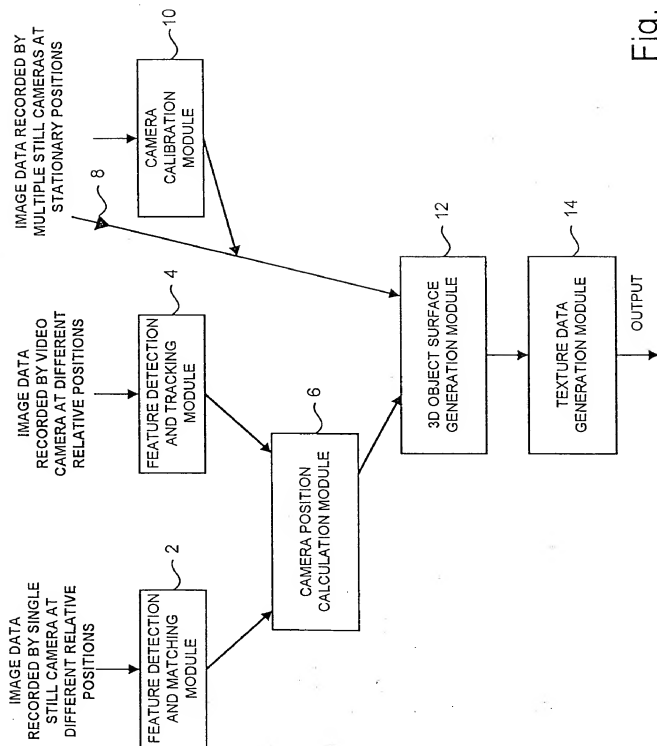 IMAGE DATA
RECORDED BY SINGLE
STILL CAMERA AT
DIFFERENT RELATIVE
POSITIONS
IMAGE DATA
RECORDED BY VIDEO
CAMERA AT DIFFERENT
RELATIVE POSITIONS
IMAGE DATA RECORDED BY
MULTIPLE STILL CAMERAS AT
STATIONARY POSITIONS
8
2
FEATURE DETECTION
AND MATCHING
MODULE
4
FEATURE DETECTION
AND TRACKING
MODULE
10
CAMERA
CALIBRATION
MODULE
6
CAMERA POSITION
CALCULATION MODULE
12
3D OBJECT SURFACE
GENERATION MODULE
14
TEXTURE DATA
GENERATION MODULE
OUTPUT
Fig.